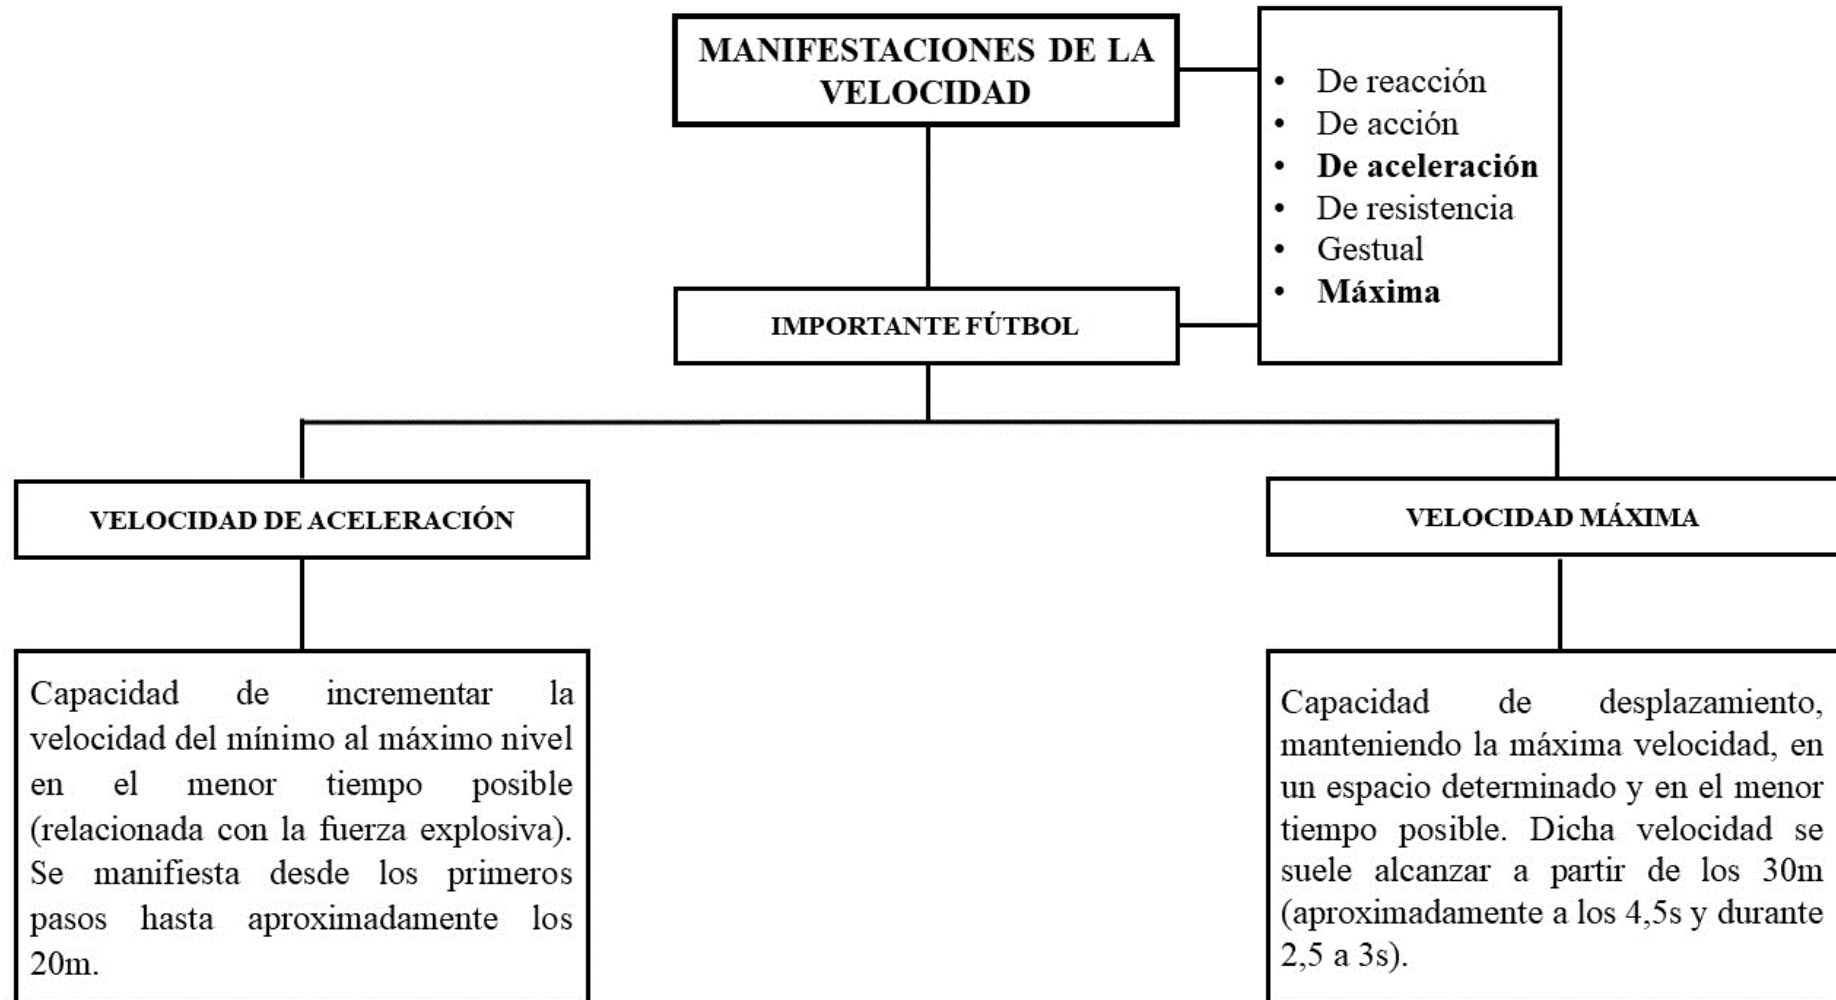 MANIFESTACIONES DE LA
VELOCIDAD
• De reacción
• De acción
• De aceleración
• De resistencia
• Gestual
• Máxima
IMPORTANTE FÚTBOL
VELOCIDAD DE ACELERACIÓN
Capacidad de incrementar la
velocidad del mínimo al máximo nivel
en el menor tiempo posible
(relacionada con la fuerza explosiva).
Se manifiesta desde los primeros
pasos hasta aproximadamente los
20m.
VELOCIDAD MÁXIMA
Capacidad de desplazamiento,
manteniendo la máxima velocidad, en
un espacio determinado y en el menor
tiempo posible. Dicha velocidad se
suele alcanzar a partir de los 30m
(aproximadamente a los 4,5s y durante
2,5 a 3s).